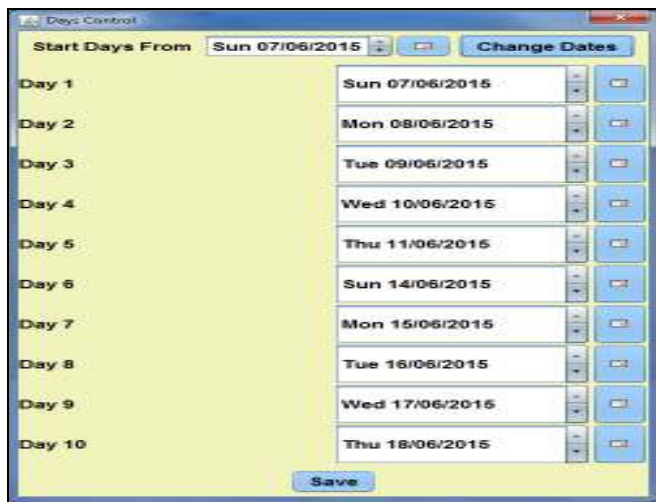 Days Control
Start Days From Sun 07/06/2015 Change Dates
Day 1 Sun 07/06/2015
Day 2 Mon 08/06/2015
Day 3 Tue 09/06/2015
Day 4 Wed 10/06/2015
Day 5 Thu 11/06/2015
Day 6 Sun 14/06/2015
Day 7 Mon 15/06/2015
Day 8 Tue 16/06/2015
Day 9 Wed 17/06/2015
Day 10 Thu 18/06/2015
Save